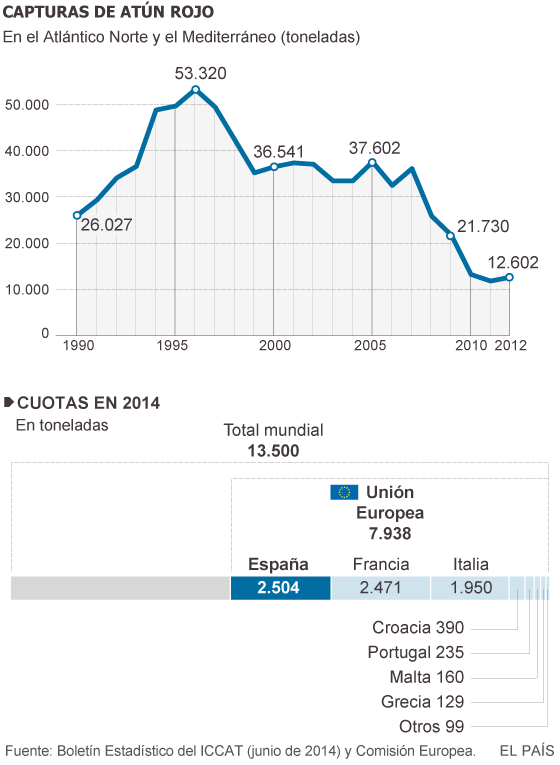 CAPTURAS DE ATÚN ROJO
En el Atlántico Norte y el Mediterráneo (toneladas)
53.320
50.000
40.000
36.541
37.602
30.000
26.027
21.730
20.000
12.602
10.000
0
1990 1995 2000 2005 2010 2012
CUOTAS EN 2014
En toneladas
Total mundial
13.500
Unión
Europea
7.938
España Francia Italia
2.504 2.471 1.950
Croacia 390
Portugal 235
Malta 160
Grecia 129
Otros 99
Fuente: Boletín Estadístico del ICCAT (junio de 2014) y Comisión Europea. EL PAÍS